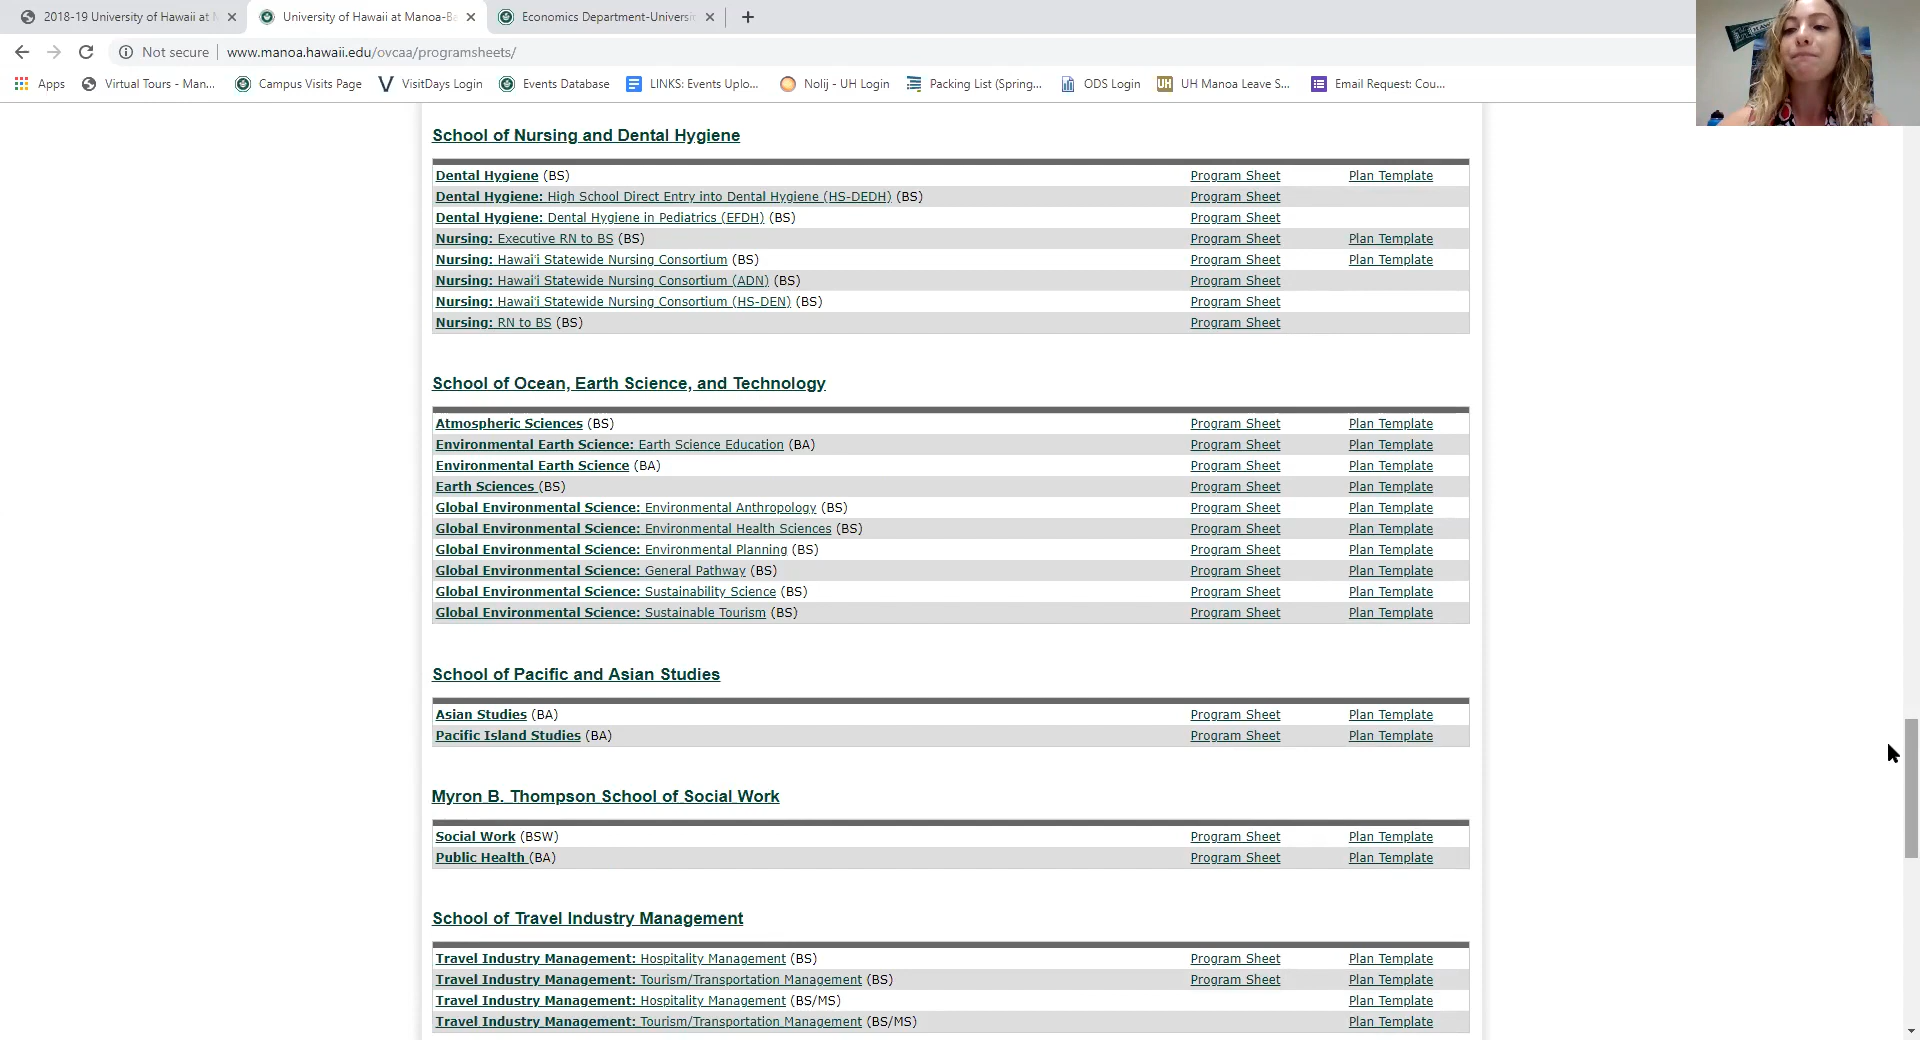 2018-19 University of Hawaii at M
University of Hawaii at Manoa-Ba
Economics Department-Universi
Not secure
www.manoa.hawaii.edu/ovcaa/programsheets/
Apps
Virtual Tours - Man...
Campus Visits Page
VisitDays Login
Events Database
LINKS: Events Uplo...
Nolij - UH Login
Packing List (Spring...
ODS Login
UH Manoa Leave S...
Email Request: Cou...
School of Nursing and Dental Hygiene
Dental Hygiene (BS) Program Sheet Plan Template
Dental Hygiene: High School Direct Entry into Dental Hygiene (HS-DEDH) (BS) Program Sheet
Dental Hygiene: Dental Hygiene in Pediatrics (EFDH) (BS) Program Sheet
Nursing: Executive RN to BS (BS) Program Sheet Plan Template
Nursing: Hawai'i Statewide Nursing Consortium (BS) Program Sheet Plan Template
Nursing: Hawai'i Statewide Nursing Consortium (ADN) (BS) Program Sheet
Nursing: Hawai'i Statewide Nursing Consortium (HS-DEN) (BS) Program Sheet
Nursing: RN to BS (BS) Program Sheet
School of Ocean, Earth Science, and Technology
Atmospheric Sciences (BS) Program Sheet Plan Template
Environmental Earth Science: Earth Science Education (BA) Program Sheet Plan Template
Environmental Earth Science (BA) Program Sheet Plan Template
Earth Sciences (BS) Program Sheet Plan Template
Global Environmental Science: Environmental Anthropology (BS) Program Sheet Plan Template
Global Environmental Science: Environmental Health Sciences (BS) Program Sheet Plan Template
Global Environmental Science: Environmental Planning (BS) Program Sheet Plan Template
Global Environmental Science: General Pathway (BS) Program Sheet Plan Template
Global Environmental Science: Sustainability Science (BS) Program Sheet Plan Template
Global Environmental Science: Sustainable Tourism (BS) Program Sheet Plan Template
School of Pacific and Asian Studies
Asian Studies (BA) Program Sheet Plan Template
Pacific Island Studies (BA) Program Sheet Plan Template
Myron B. Thompson School of Social Work
Social Work (BSW) Program Sheet Plan Template
Public Health (BA) Program Sheet Plan Template
School of Travel Industry Management
Travel Industry Management: Hospitality Management (BS) Program Sheet Plan Template
Travel Industry Management: Tourism/Transportation Management (BS) Program Sheet Plan Template
Travel Industry Management: Hospitality Management (BS/MS) Plan Template
Travel Industry Management: Tourism/Transportation Management (BS/MS) Plan Template